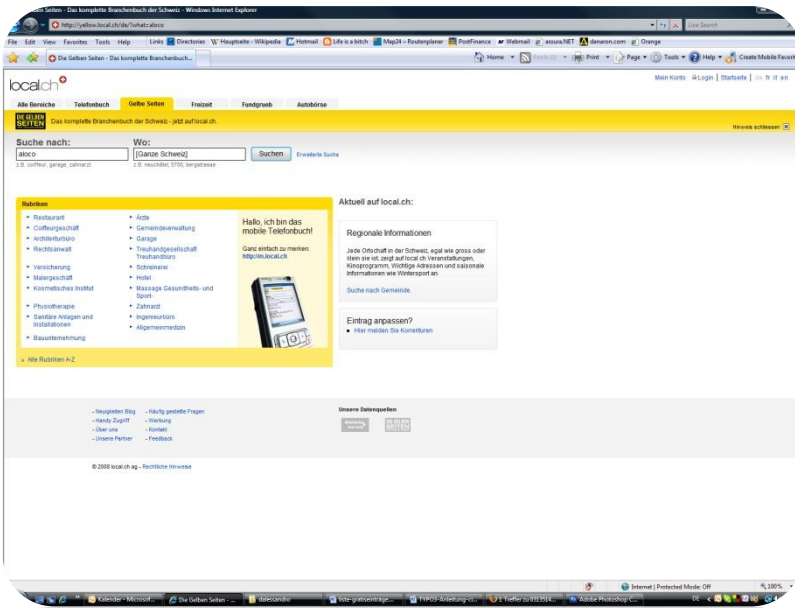 Seiten - Das komplette Branchenbuch der Schweiz - Windows Internet Explorer
http://yellow.local.ch/de/?what=aloco
Live Search
File Edit View Favorites Tools Help Links Directories Hauptseite - Wikipedia Hotmail Life is a bitch Map24 - Routenplaner PostFinance Webmail assura.NET danaron.com Orange
Die Gelben Seiten - Das komplette Branchenbuch... Home Feeds (J) Print Page Tools Help Create Mobile Favorit
local.ch
Mein Konto Login | Startseite | de fr it en
Alle Bereiche Telefonbuch Gelbe Seiten Freizeit Fundgrueb Autobörse
DIE GELBEN SEITEN Das komplette Branchenbuch der Schweiz - jetzt auf local.ch.
Hinweis schliessen
Suche nach: Wo:
aloco [Ganze Schweiz] Suchen Erweiterte Suche
z.B. coiffeur, garage, zahnarzt z.B. neuchâtel, 5700, bergstrasse
Rubriken
Restaurant
Coiffeurgeschäft
Architekturbüro
Rechtsanwalt
Versicherung
Malergeschäft
Kosmetisches Institut
Physiotherapie
Sanitäre Anlagen und
Installationen
Bauunternehmung
Ärzte
Gemeindeverwaltung
Garage
Treuhandgesellschaft
Treuhandbüro
Schreinerei
Hotel
Massage Gesundheits- und
Sport-
Zahnarzt
Ingenieurbüro
Allgemeinmedizin
Hallo, ich bin das
mobile Telefonbuch!
Ganz einfach zu merken:
http://m.local.ch
» Alle Rubriken A-Z
Aktuell auf local.ch:
Regionale Informationen
Jede Ortschaft in der Schweiz, egal wie gross oder
klein sie ist, zeigt auf local.ch Veranstaltungen,
Kinoprogramm, Wichtige Adressen und saisonale
Informationen wie Wintersport an.
Suche nach Gemeinde.
Eintrag anpassen?
Hier melden Sie Korrekturen
- Neuigkeiten Blog
- Handy Zugriff
- Über uns
- Unsere Partner
- Häufig gestellte Fragen
- Werbung
- Kontakt
- Feedback
Unsere Datenquellen
DIE GELBEN SEITEN
© 2008 local.ch ag - Rechtliche Hinweise
Internet | Protected Mode: Off 100%
Kalender - Microsof... Die Gelben Seiten - ... dalessandro liste-gratiseinträge... TYPO3-Anleitung-ci... 1 Treffer zu 0313514... Adobe Photoshop C... DE